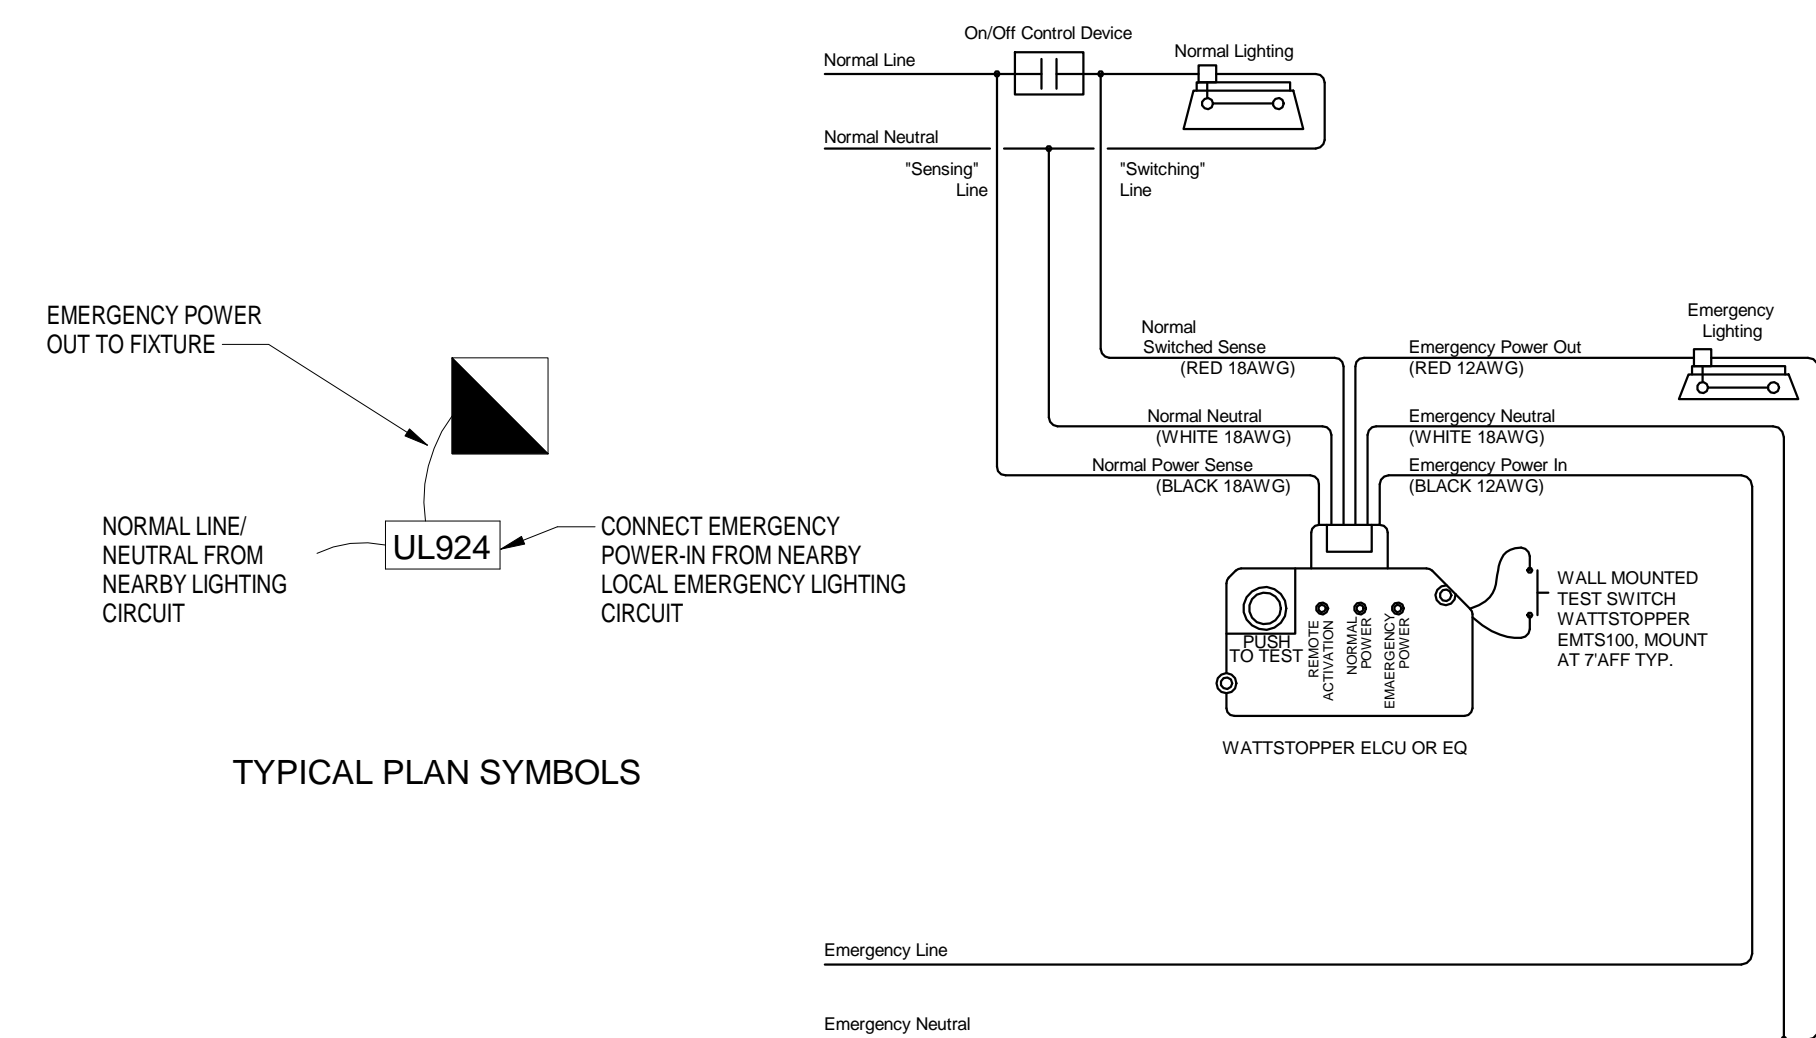 On/Off Control Device
Normal Line
Normal Lighting
Normal Neutral
"Sensing"
Line
"Switching"
Line
EMERGENCY POWER
OUT TO FIXTURE
NORMAL LINE/
NEUTRAL FROM
NEARBY LIGHTING
CIRCUIT
UL924
CONNECT EMERGENCY
POWER-IN FROM NEARBY
LOCAL EMERGENCY LIGHTING
CIRCUIT
TYPICAL PLAN SYMBOLS
Normal
Switched Sense
(RED 18AWG)
Normal Neutral
(WHITE 18AWG)
Normal Power Sense
(BLACK 18AWG)
Emergency Power Out
(RED 12AWG)
Emergency Neutral
(WHITE 18AWG)
Emergency Power In
(BLACK 12AWG)
Emergency
Lighting
PUSH
TO TEST
REMOTE
ACTIVATION
NORMAL
POWER
EMAERGENCY
POWER
WALL MOUNTED
TEST SWITCH
WATTSTOPPER
EMTS100, MOUNT
AT 7'AFF TYP.
WATTSTOPPER ELCU OR EQ
Emergency Line
Emergency Neutral